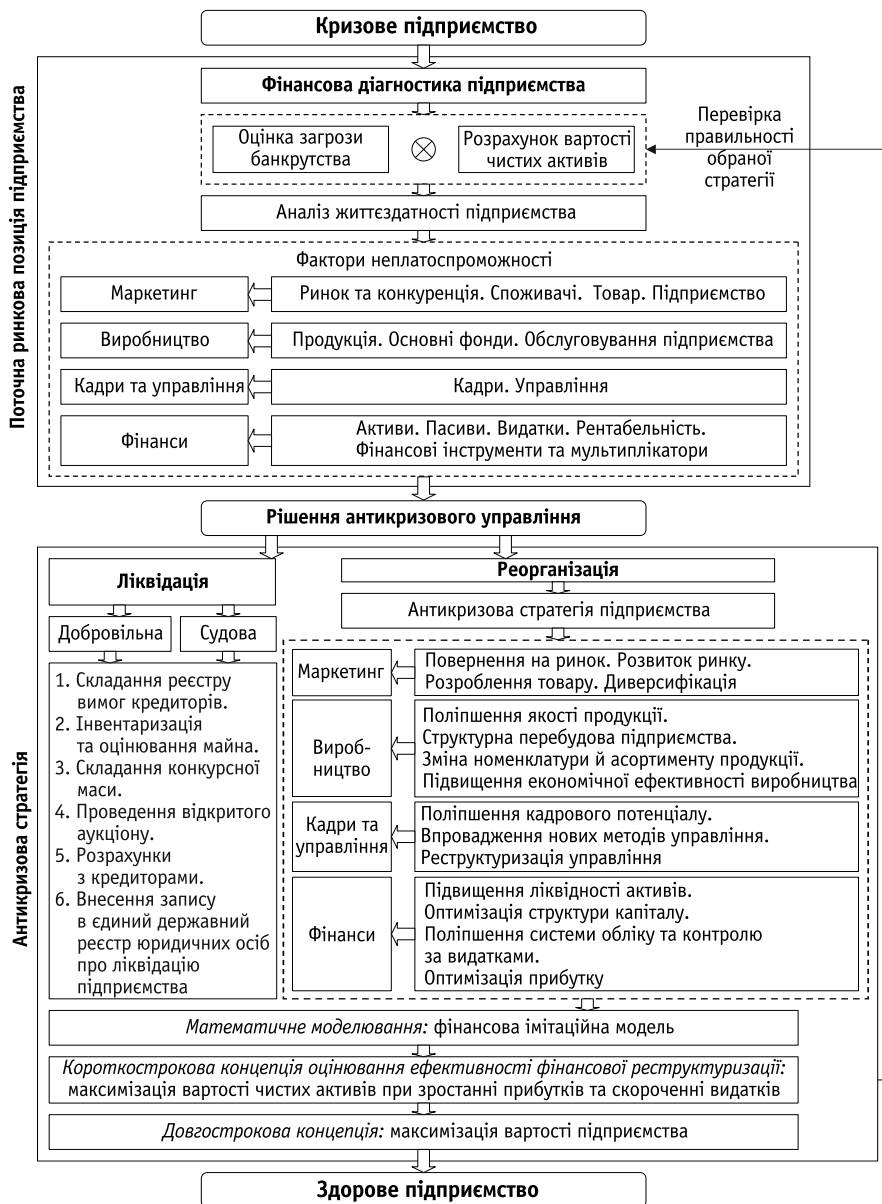 Кризове підприємство
Поточна ринкова позиція підприємства
Фінансова діагностика підприємства
Оцінка загрози
банкрутства
Розрахунок вартості
чистих активів
Перевірка
правильності
обраної
стратегії
Аналіз життєздатності підприємства
Фактори неплатоспроможності
Маркетинг
Ринок та конкуренція. Споживачі. Товар. Підприємство
Виробництво
Продукція. Основні фонди. Обслуговування підприємства
Кадри та управління
Кадри. Управління
Фінанси
Активи. Пасиви. Видатки. Рентабельність.
Фінансові інструменти та мультиплікатори
Рішення антикризового управління
Антикризова стратегія
Ліквідація
Добровільна
Судова
1. Складання реєстру
вимог кредиторів.
2. Інвентаризація
та оцінювання майна.
3. Складання конкурсної
маси.
4. Проведення відкритого
аукціону.
5. Розрахунки
з кредиторами.
6. Внесення запису
в єдиний державний
реєстр юридичних осіб
про ліквідацію
підприємства
Реорганізація
Антикризова стратегія підприємства
Маркетинг
Повернення на ринок. Розвиток ринку.
Розроблення товару. Диверсифікація
Вироб-
ництво
Поліпшення якості продукції.
Структурна перебудова підприємства.
Зміна номенклатури й асортименту продукції.
Підвищення економічної ефективності виробництва
Кадри та
управління
Поліпшення кадрового потенціалу.
Впровадження нових методів управління.
Реструктуризація управління
Фінанси
Підвищення ліквідності активів.
Оптимізація структури капіталу.
Поліпшення системи обліку та контролю
за видатками.
Оптимізація прибутку
Математичне моделювання: фінансова імітаційна модель
Короткострокова концепція оцінювання ефективності фінансової реструктуризації:
максимізація вартості чистих активів при зростанні прибутків та скороченні видатків
Довгострокова концепція: максимізація вартості підприємства
Здорове підприємство